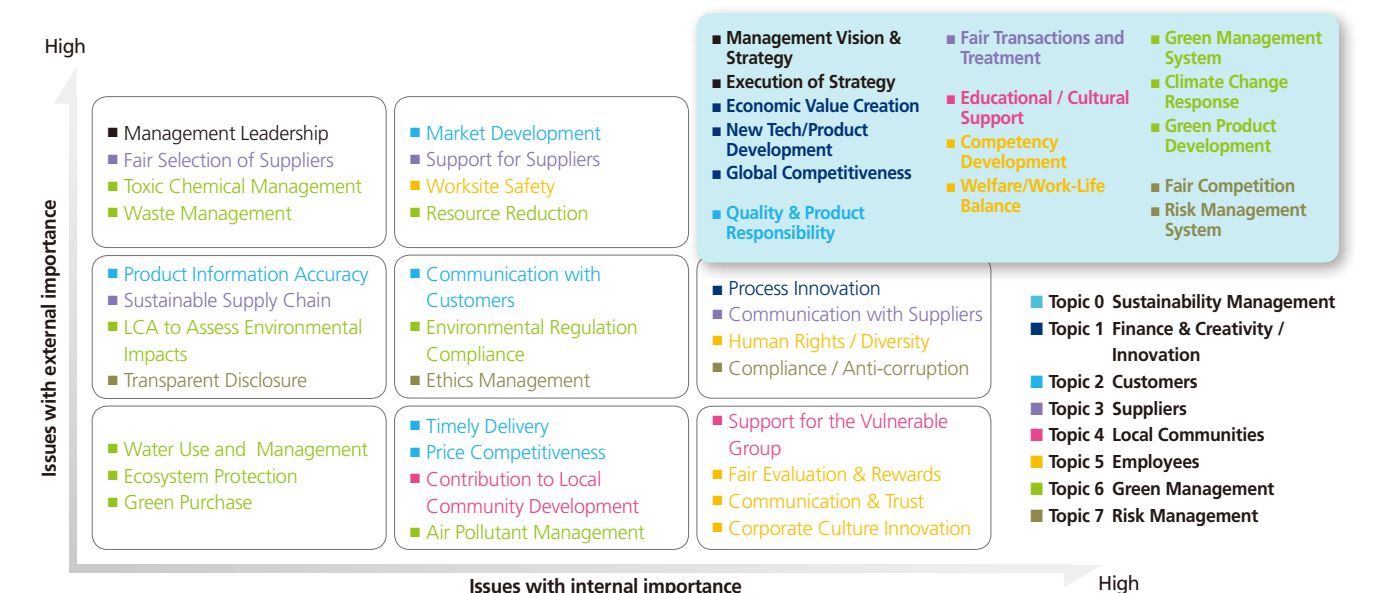 High
■ Management Vision &
Strategy
■ Execution of Strategy
■ Economic Value Creation
■ New Tech/Product
Development
■ Global Competitiveness
■ Quality & Product
Responsibility
■ Fair Transactions and
Treatment
■ Educational / Cultural
Support
■ Competency
Development
■ Welfare/Work-Life
Balance
■ Green Management
System
■ Climate Change
Response
■ Green Product
Development
■ Fair Competition
■ Risk Management
System
■ Management Leadership
■ Fair Selection of Suppliers
■ Toxic Chemical Management
■ Waste Management
■ Market Development
■ Support for Suppliers
■ Worksite Safety
■ Resource Reduction
Issues with external importance
■ Product Information Accuracy
■ Sustainable Supply Chain
■ LCA to Assess Environmental
Impacts
■ Transparent Disclosure
■ Communication with
Customers
■ Environmental Regulation
Compliance
■ Ethics Management
■ Process Innovation
■ Communication with Suppliers
■ Human Rights / Diversity
■ Compliance / Anti-corruption
■ Water Use and Management
■ Ecosystem Protection
■ Green Purchase
■ Timely Delivery
■ Price Competitiveness
■ Contribution to Local
Community Development
■ Air Pollutant Management
■ Support for the Vulnerable
Group
■ Fair Evaluation & Rewards
■ Communication & Trust
■ Corporate Culture Innovation
■ Topic 0 Sustainability Management
■ Topic 1 Finance & Creativity /
Innovation
■ Topic 2 Customers
■ Topic 3 Suppliers
■ Topic 4 Local Communities
■ Topic 5 Employees
■ Topic 6 Green Management
■ Topic 7 Risk Management
Issues with internal importance
High